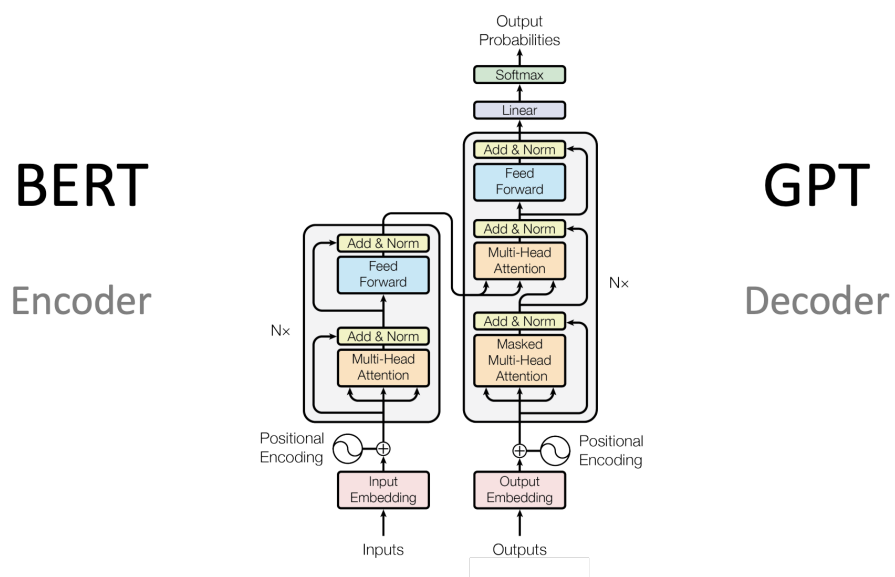 BERT
Encoder
Output
Probabilities
Softmax
Linear
Add & Norm
Feed
Forward
Add & Norm
Multi-Head
Attention
Add & Norm
Masked
Multi-Head
Attention
N×
Add & Norm
Feed
Forward
Add & Norm
Multi-Head
Attention
N×
Positional
Encoding
Positional
Encoding
Input
Embedding
Output
Embedding
Inputs
Outputs
GPT
Decoder